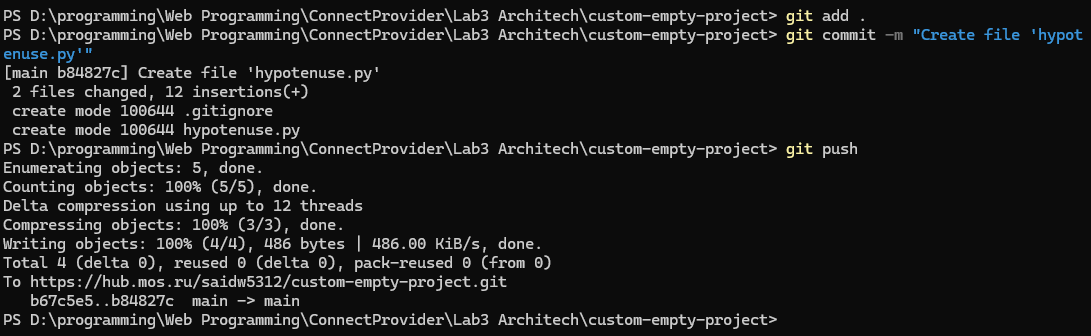 PS D:\programming\Web Programming\ConnectProvider\Lab3 Architech\custom-empty-project> git add .
PS D:\programming\Web Programming\ConnectProvider\Lab3 Architech\custom-empty-project> git commit -m "Create file 'hypot
enuse.py'"
[main b84827c] Create file 'hypotenuse.py'
 2 files changed, 12 insertions(+)
 create mode 100644 .gitignore
 create mode 100644 hypotenuse.py
PS D:\programming\Web Programming\ConnectProvider\Lab3 Architech\custom-empty-project> git push
Enumerating objects: 5, done.
Counting objects: 100% (5/5), done.
Delta compression using up to 12 threads
Compressing objects: 100% (3/3), done.
Writing objects: 100% (4/4), 486 bytes | 486.00 KiB/s, done.
Total 4 (delta 0), reused 0 (delta 0), pack-reused 0 (from 0)
To https://hub.mos.ru/saidw5312/custom-empty-project.git
   b67c5e5..b84827c  main -> main
PS D:\programming\Web Programming\ConnectProvider\Lab3 Architech\custom-empty-project>